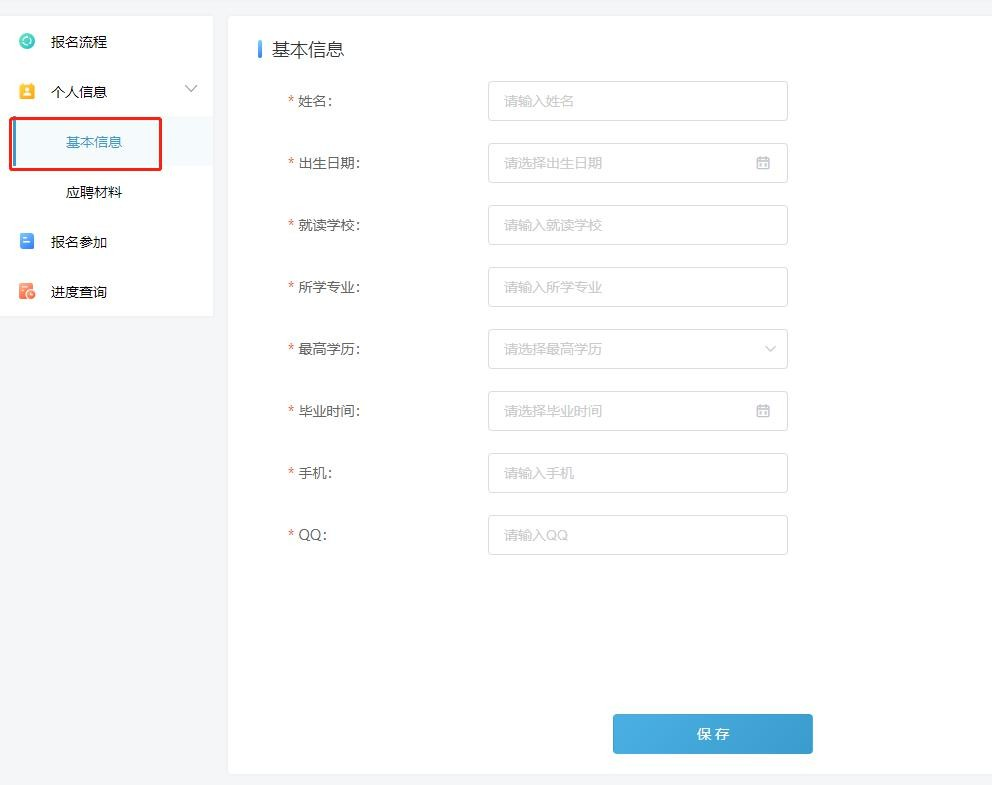 报名流程
个人信息
基本信息
应聘材料
报名参加
进度查询
基本信息
* 姓名：
请输入姓名
* 出生日期：
请选择出生日期
* 就读学校：
请输入就读学校
* 所学专业：
请输入所学专业
* 最高学历：
请选择最高学历
* 毕业时间：
请选择毕业时间
* 手机：
请输入手机
* QQ：
请输入QQ
保存